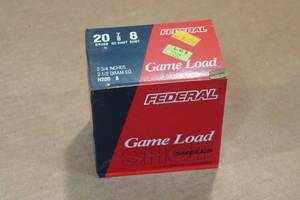 20 7/8 8
GAUGE OZ SHOT SHOT
2 3/4 INCHES
2 1/2 DRAM EQ.
H200 8
Game Load
FEDERAL
Game Load
SHOT